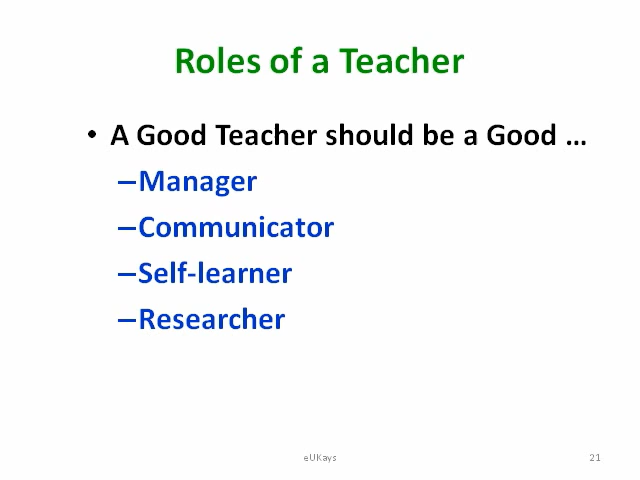 Roles of a Teacher
• A Good Teacher should be a Good …
–Manager
–Communicator
–Self-learner
–Researcher
eUKays
21